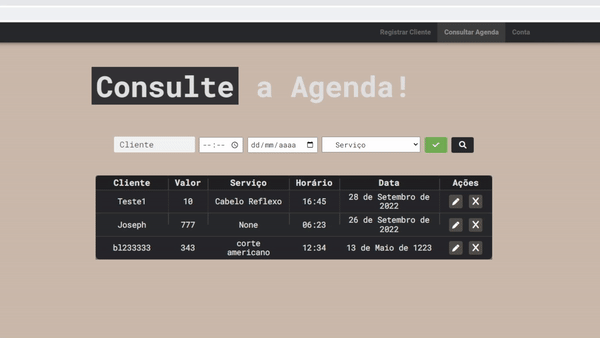 Registrar Cliente Consultar Agenda Conta
Consulte a Agenda!
Cliente --:-- dd/mm/aaaa Serviço
Cliente Valor Serviço Horário Data Ações
Teste1 10 Cabelo Reflexo 16:45 28 de Setembro de
2022
Joseph 777 None 06:23 26 de Setembro de
2022
bl233333 343 corte
americano 12:34 13 de Maio de 1223